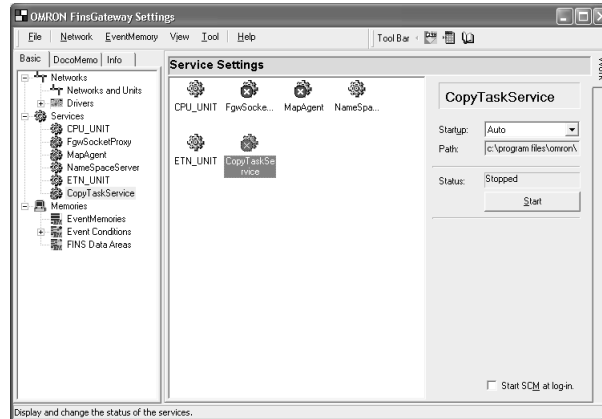 OMRON FinsGateway Settings
File Network EventMemory View Tool Help Tool Bar
Basic DocoMemo Info
Networks
Networks and Units
Drivers
Services
CPU_UNIT
FgwSocketProxy
MapAgent
NameSpaceServer
ETN_UNIT
CopyTaskService
Memories
EventMemories
Event Conditions
FINS Data Areas
Service Settings
CPU_UNIT FgwSocke... MapAgent NameSpa...
ETN_UNIT CopyTaskSe
rvice
CopyTaskService
Startup: Auto
Path: c:\program files\omron\
Status: Stopped
Start
Start SCM at log-in.
Display and change the status of the services.